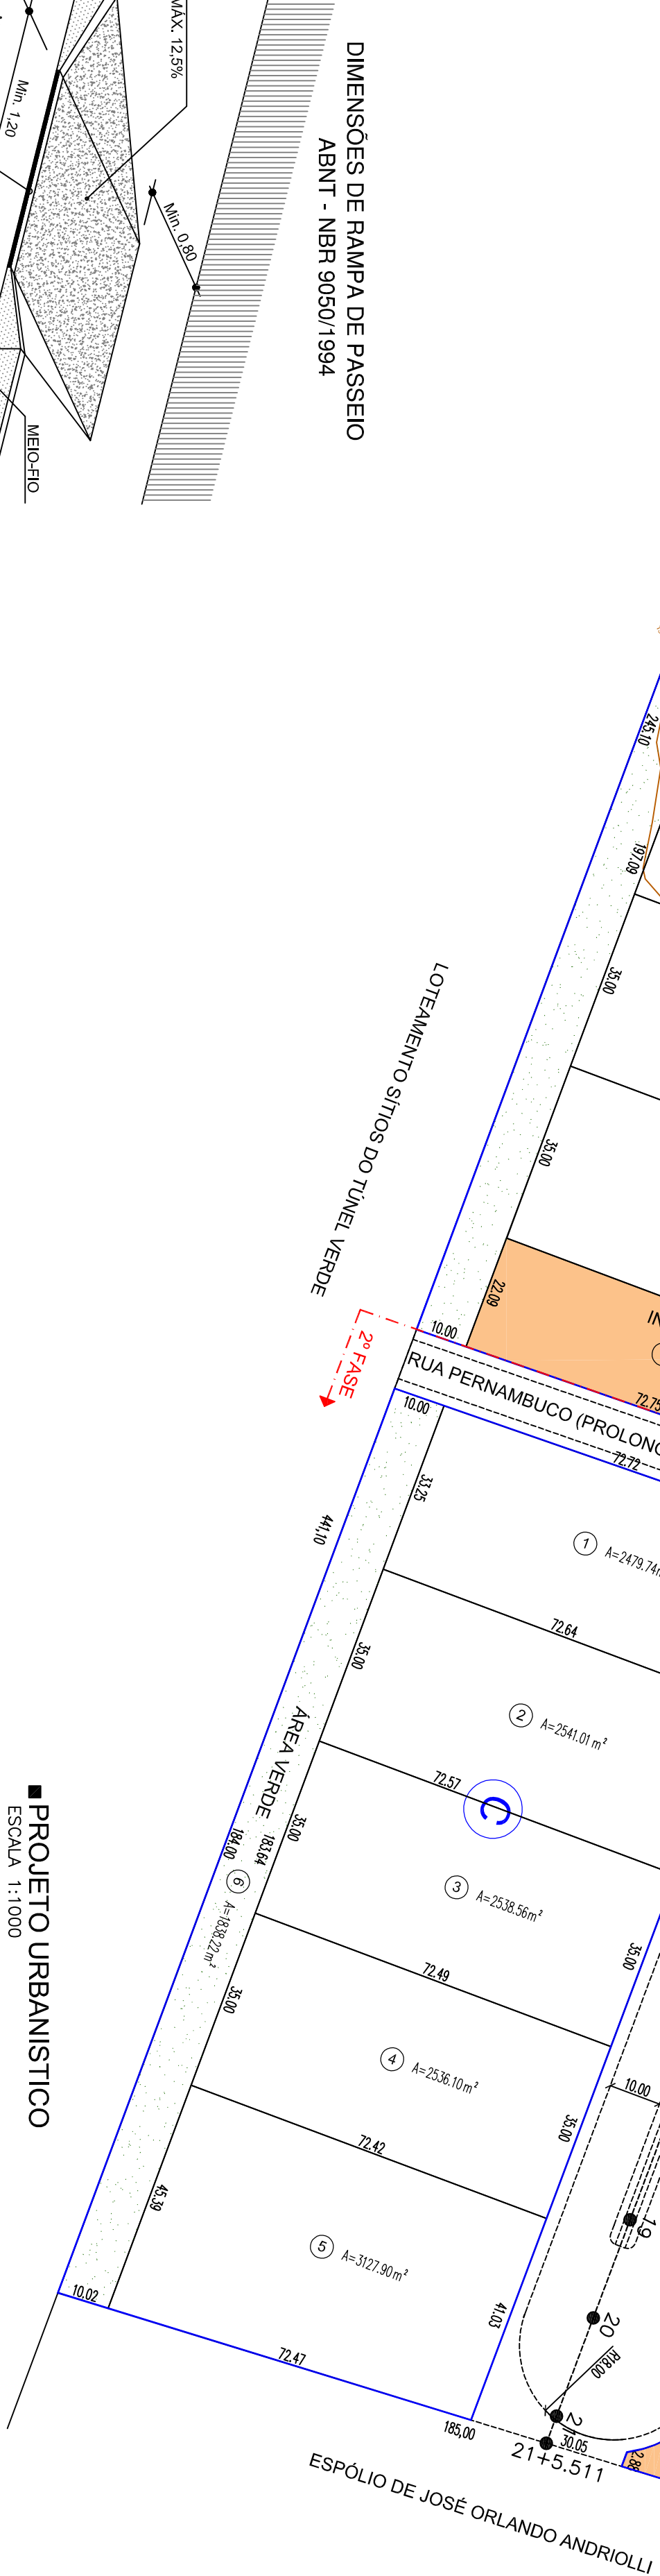 DIMENSÕES DE RAMPA DE PASSEIO
ABNT - NBR 9050/1994
MÁX. 12,5%
Min. 1,20
Min. 0,80
MEIO-FIO
245.10
197.09
35.00
LOTEAMENTO SÍTIOS DO TÚNEL VERDE
35.00
22.09
10.00
2º FASE
RUA PERNAMBUCO
72.75
72.72
10.00
33.25
44,10
1
A=2479.74
72.64
35.00
2
A=2541.01 m²
ÁREA VERDE
72.57
C
35.00
183.64
184.00
6
A=1838.22 m²
3
A=2538.56m²
35.00
72.49
35.00
4
A=2536.10m²
10.00
35.00
72.42
45.39
19
5
A=3127.90m²
20
R18.00
41.03
10.02
72.47
185,00
21
30.05
21+5.511
2.88
ESPÓLIO DE JOSÉ ORLANDO ANDRIOLLI
PROJETO URBANISTICO
ESCALA 1:1000